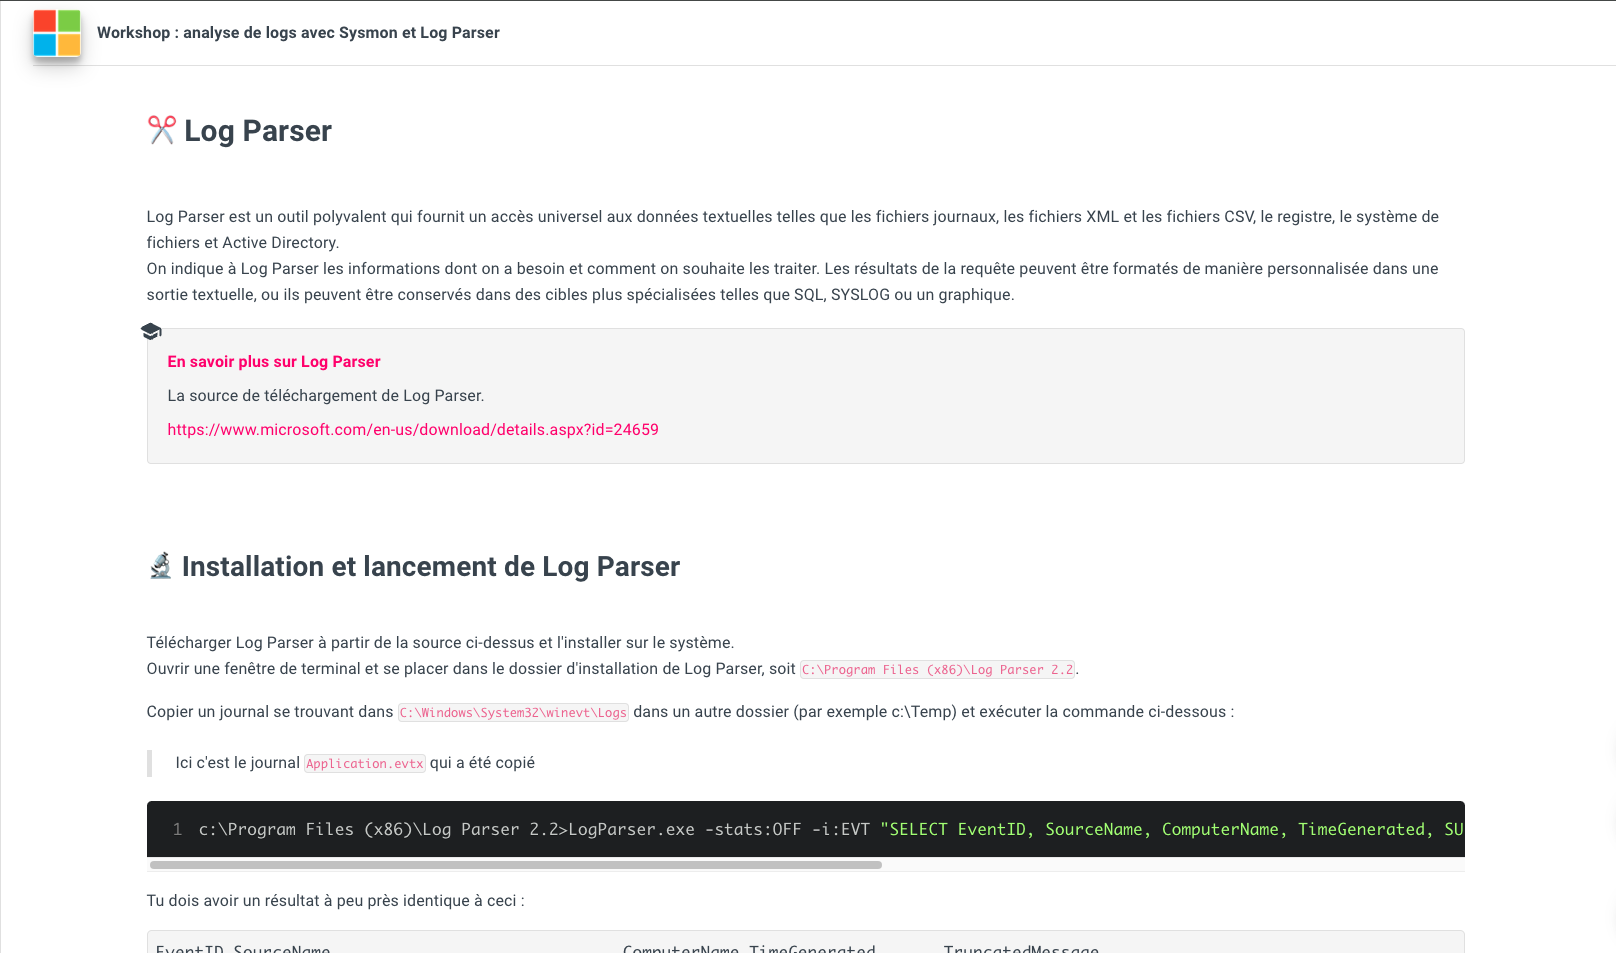 Workshop : analyse de logs avec Sysmon et Log Parser
Log Parser
Log Parser est un outil polyvalent qui fournit un accès universel aux données textuelles telles que les fichiers journaux, les fichiers XML et les fichiers CSV, le registre, le système de
fichiers et Active Directory.
On indique à Log Parser les informations dont on a besoin et comment on souhaite les traiter. Les résultats de la requête peuvent être formatés de manière personnalisée dans une
sortie textuelle, ou ils peuvent être conservés dans des cibles plus spécialisées telles que SQL, SYSLOG ou un graphique.
En savoir plus sur Log Parser
La source de téléchargement de Log Parser.
https://www.microsoft.com/en-us/download/details.aspx?id=24659
Installation et lancement de Log Parser
Télécharger Log Parser à partir de la source ci-dessus et l'installer sur le système.
Ouvrir une fenêtre de terminal et se placer dans le dossier d'installation de Log Parser, soit C:\Program Files (x86)\Log Parser 2.2.
Copier un journal se trouvant dans C:\Windows\System32\winevt\Logs dans un autre dossier (par exemple c:\Temp) et exécuter la commande ci-dessous :
Ici c'est le journal Application.evtx qui a été copié
1 c:\Program Files (x86)\Log Parser 2.2>LogParser.exe -stats:OFF -i:EVT "SELECT EventID, SourceName, ComputerName, TimeGenerated, SU
Tu dois avoir un résultat à peu près identique à ceci :
EventID SourceName ComputerName TimeGenerated TruncatedMessage